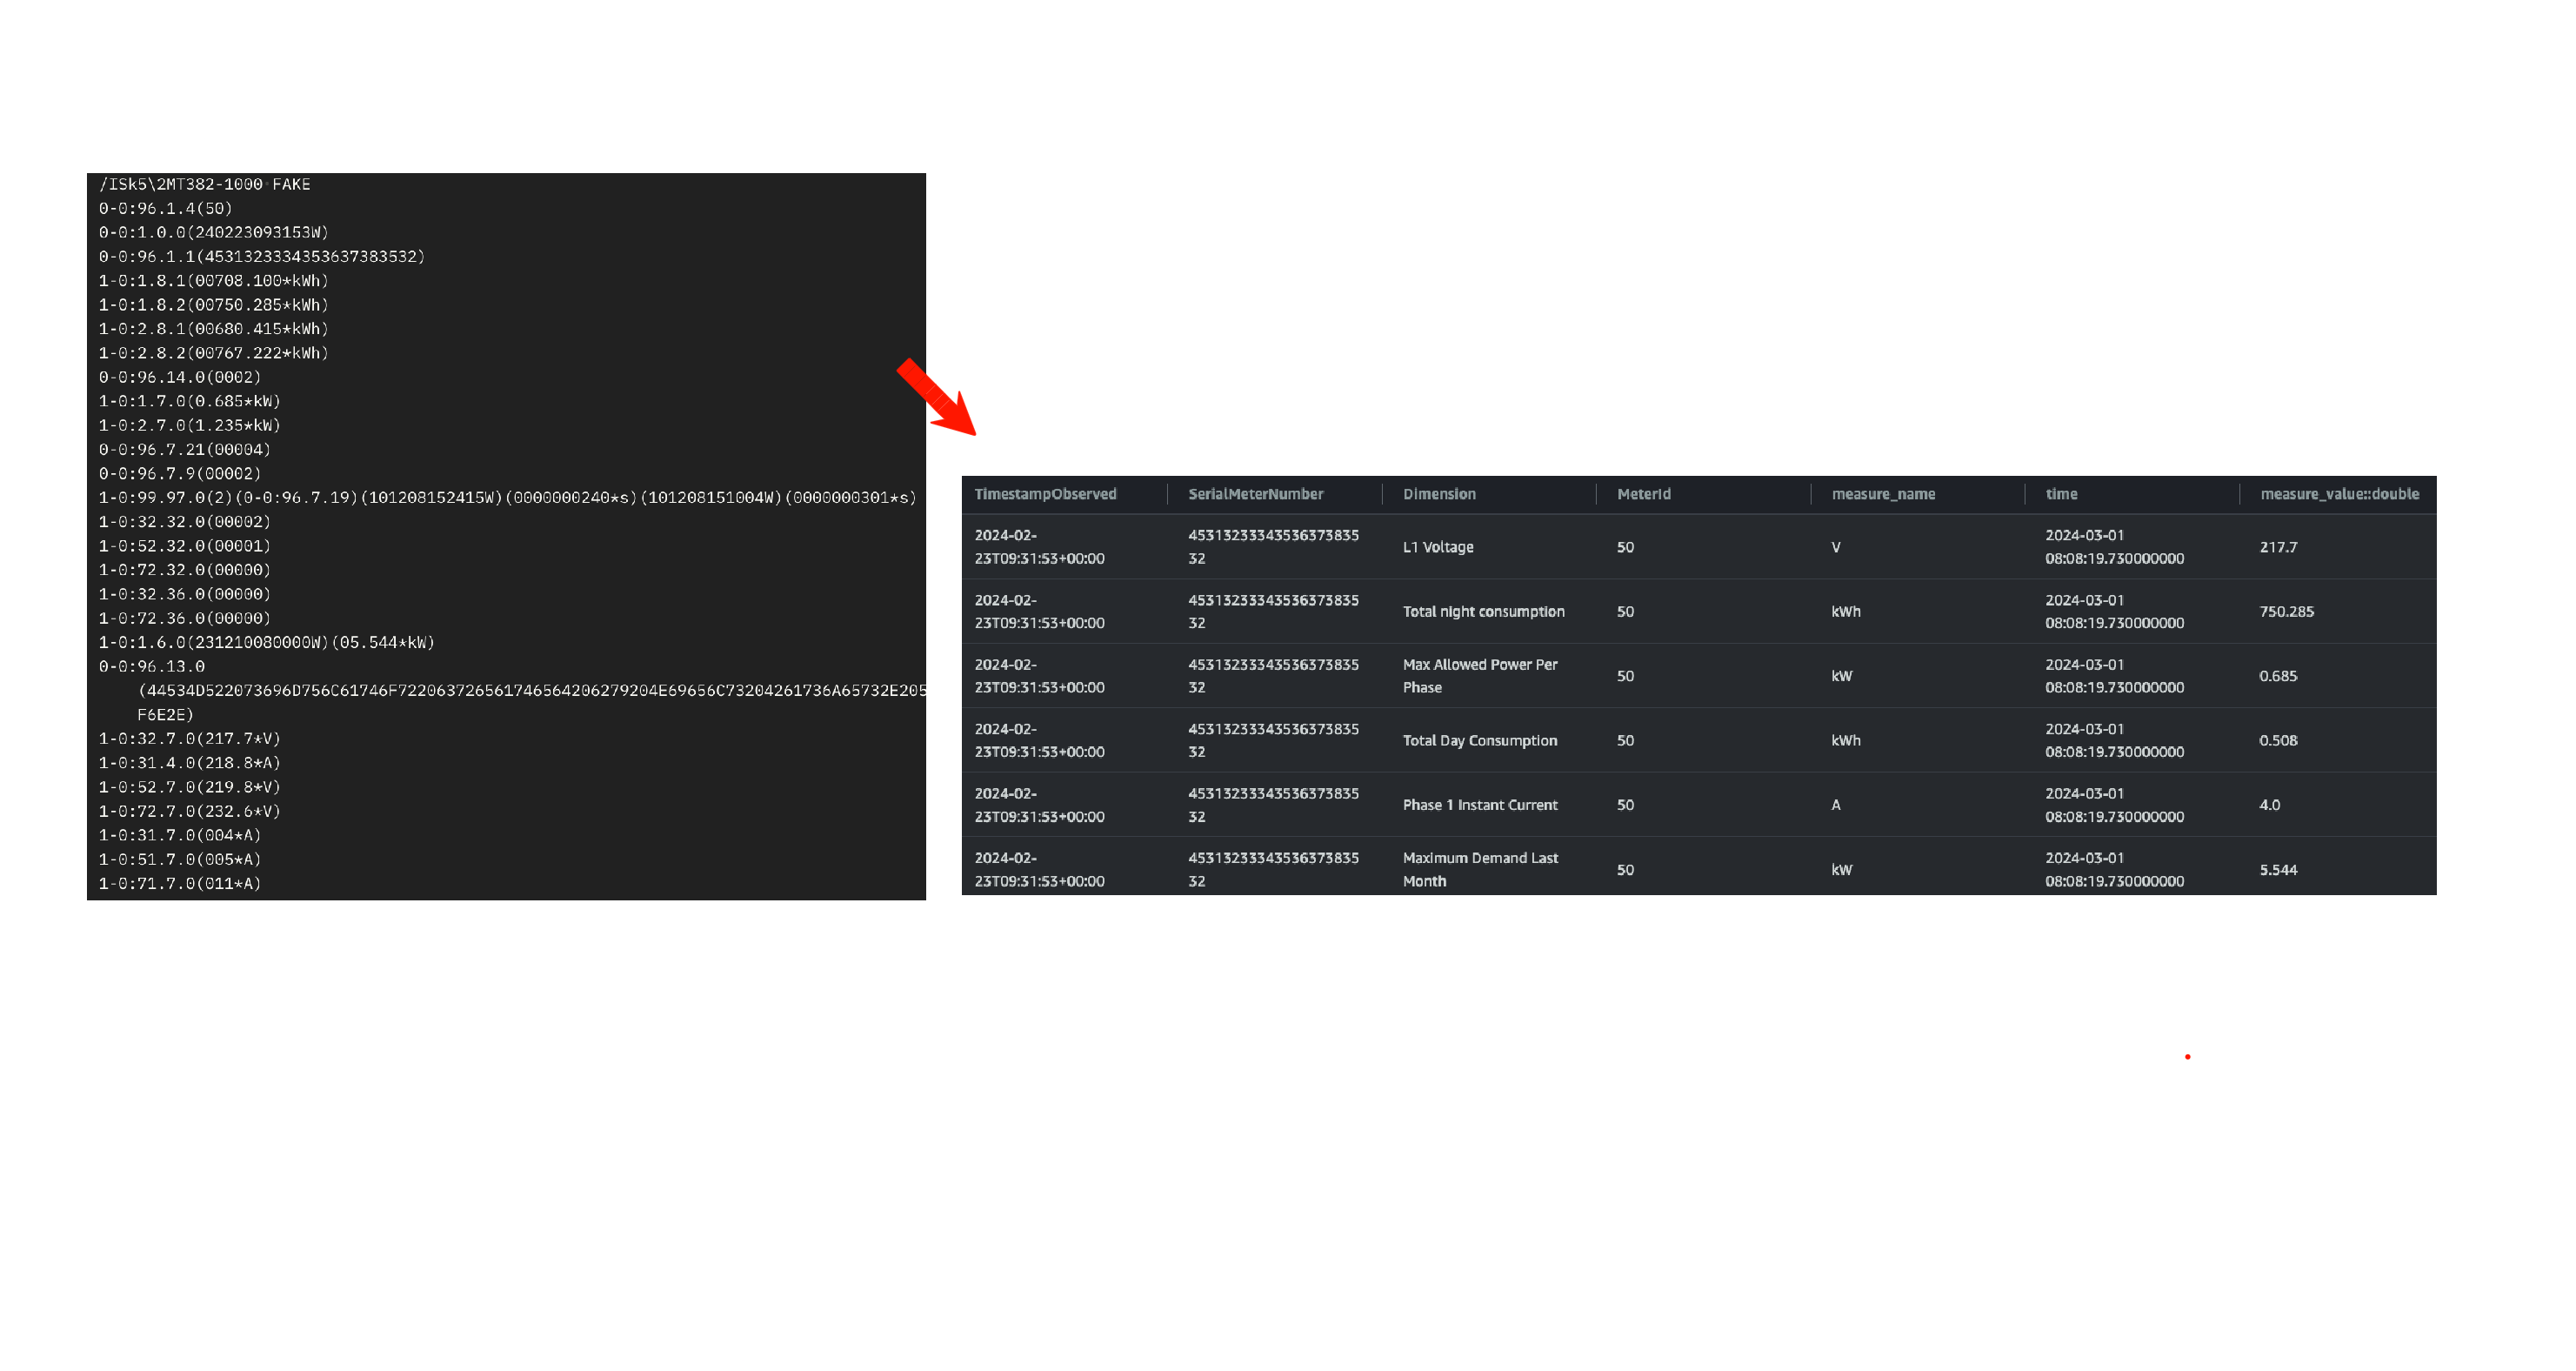 /ISk5\2MT382-1000 FAKE
0-0:96.1.4(50)
0-0:1.0.0(240223093153W)
0-0:96.1.1(4531323334353637383532)
1-0:1.8.1(00708.100*kWh)
1-0:1.8.2(00750.285*kWh)
1-0:2.8.1(00680.415*kWh)
1-0:2.8.2(00767.222*kWh)
0-0:96.14.0(0002)
1-0:1.7.0(0.685*kW)
1-0:2.7.0(1.235*kW)
0-0:96.7.21(00004)
0-0:96.7.9(00002)
1-0:99.97.0(2)(0-0:96.7.19)(101208152415W)(0000000240*s)(101208151004W)(0000000301*s)
1-0:32.32.0(00002)
1-0:52.32.0(00001)
1-0:72.32.0(00000)
1-0:32.36.0(00000)
1-0:72.36.0(00000)
1-0:1.6.0(231210080000W)(05.544*kW)
0-0:96.13.0
(44534D522073696D756C61746F722063726561746564206279204E69656C73204261736A65732E205
F6E2E)
1-0:32.7.0(217.7*V)
1-0:31.4.0(218.8*A)
1-0:52.7.0(219.8*V)
1-0:72.7.0(232.6*V)
1-0:31.7.0(004*A)
1-0:51.7.0(005*A)
1-0:71.7.0(011*A)
TimestampObserved SerialMeterNumber Dimension MeterId measure_name time measure_value::double
2024-02- 45313233343536373835 2024-03-01
L1 Voltage 50 V 217.7
23T09:31:53+00:00 32 08:08:19.730000000
2024-02- 45313233343536373835 2024-03-01
Total night consumption 50 kWh 750.285
23T09:31:53+00:00 32 08:08:19.730000000
2024-02- 45313233343536373835 Max Allowed Power Per 2024-03-01
50 kW 0.685
23T09:31:53+00:00 32 Phase 08:08:19.730000000
2024-02- 45313233343536373835 2024-03-01
Total Day Consumption 50 kWh 0.508
23T09:31:53+00:00 32 08:08:19.730000000
2024-02- 45313233343536373835 2024-03-01
Phase 1 Instant Current 50 A 4.0
23T09:31:53+00:00 32 08:08:19.730000000
2024-02- 45313233343536373835 Maximum Demand Last 2024-03-01
50 kW 5.544
23T09:31:53+00:00 32 Month 08:08:19.730000000